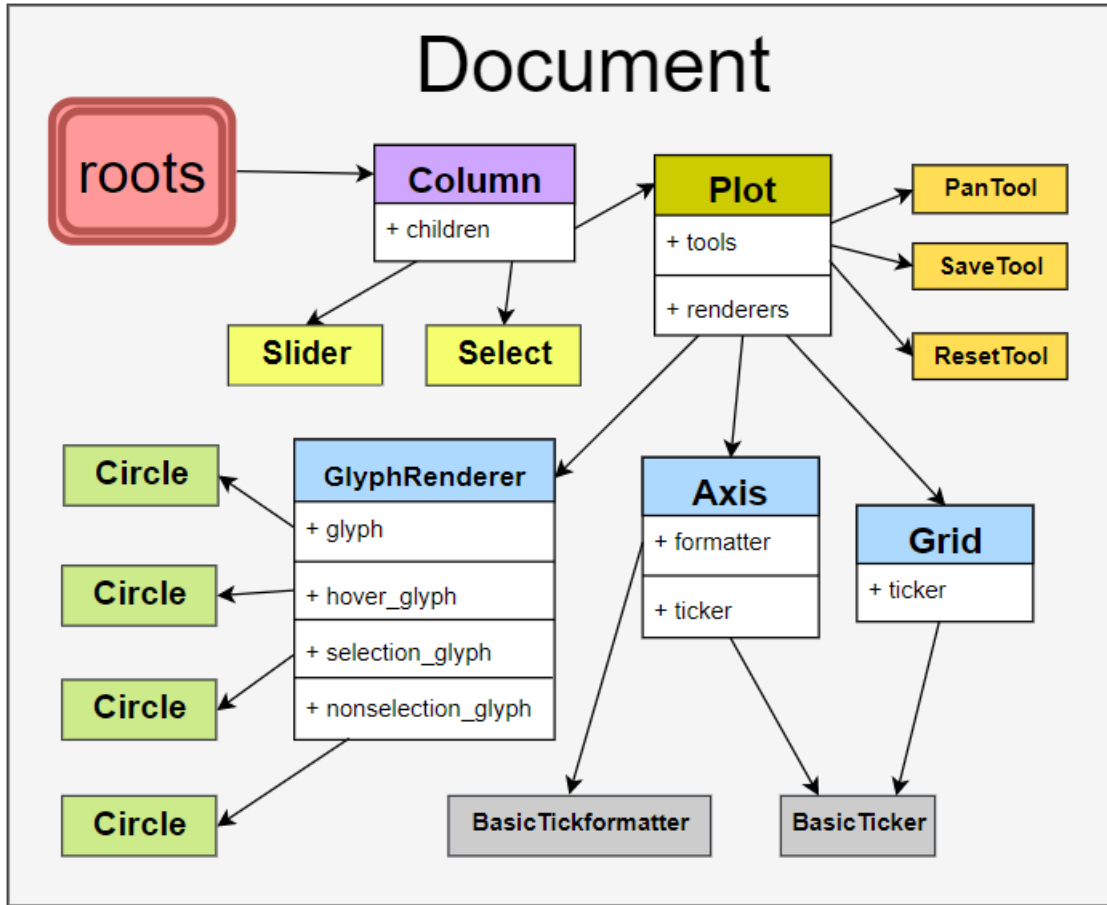 Document
roots
Column
+ children
Plot
+ tools
+ renderers
PanTool
SaveTool
ResetTool
Slider
Select
Circle
Circle
Circle
Circle
GlyphRenderer
+ glyph
+ hover_glyph
+ selection_glyph
+ nonselection_glyph
Axis
+ formatter
+ ticker
Grid
+ ticker
BasicTickformatter
BasicTicker